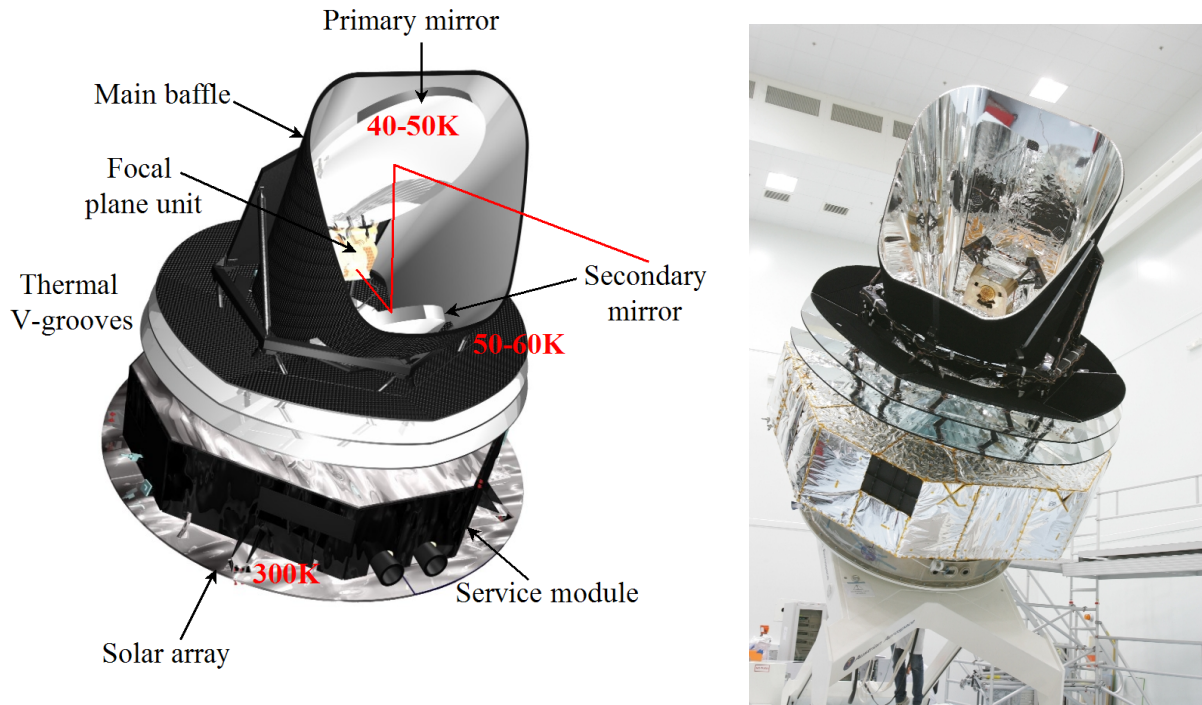 Primary mirror
Main baffle
40-50K
Focal
plane unit
Thermal
V-grooves
Secondary
mirror
50-60K
300K
Service module
Solar array